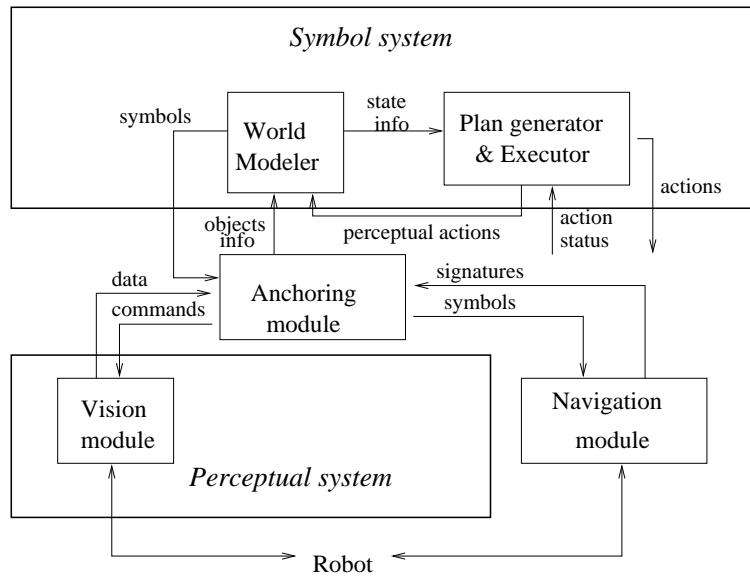 Symbol system
symbols
World
Modeler
state
info
Plan generator
& Executor
actions
objects
info
perceptual actions
action
status
data
commands
Anchoring
module
signatures
symbols
Vision
module
Navigation
module
Perceptual system
Robot